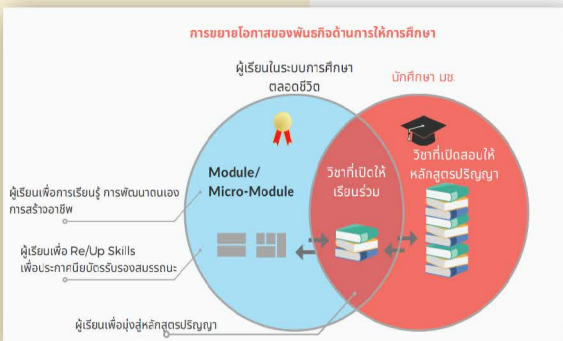 การขยายโอกาสของพันธกิจด้านการให้การศึกษา
ผู้เรียนในระบบการศึกษา
ตลอดชีวิต
นักศึกษา มช.
Module/
Micro-Module
วิชาที่เปิดให้
เรียนร่วม
วิชาที่เปิดสอนให้
หลักสูตรปริญญา
ผู้เรียนเพื่อการเรียนรู้ การพัฒนาตนเอง
การสร้างอาชีพ
ผู้เรียนเพื่อ Re/Up Skills
เพื่อประกาศนียบัตรรับรองสมรรถนะ
ผู้เรียนเพื่อมุ่งสู่หลักสูตรปริญญา